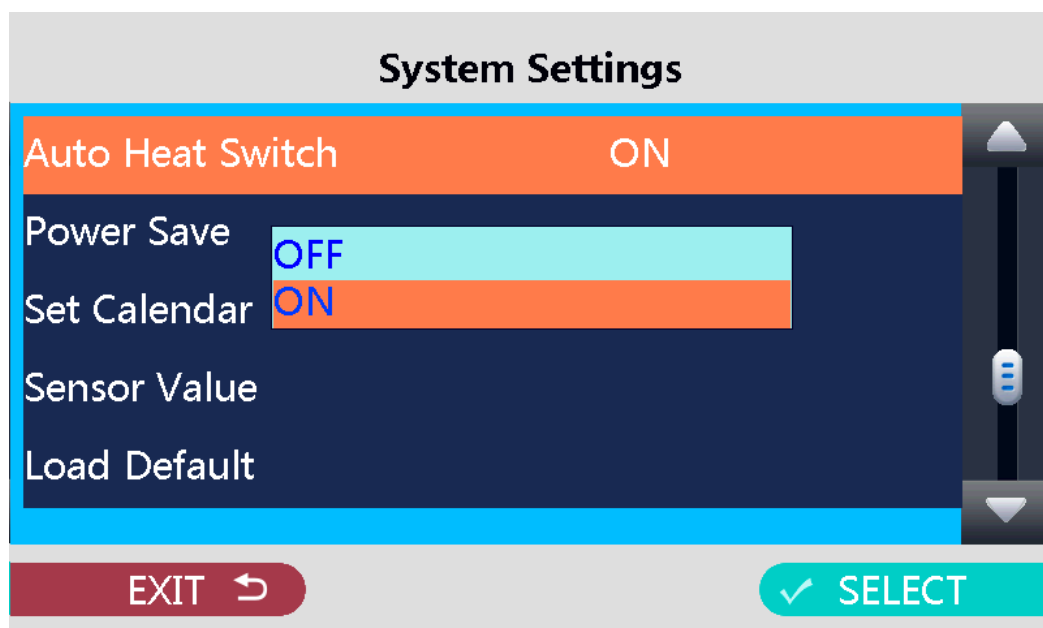 System Settings
Auto Heat Switch ON
Power Save
OFF
Set Calendar
ON
Sensor Value
Load Default
EXIT
SELECT